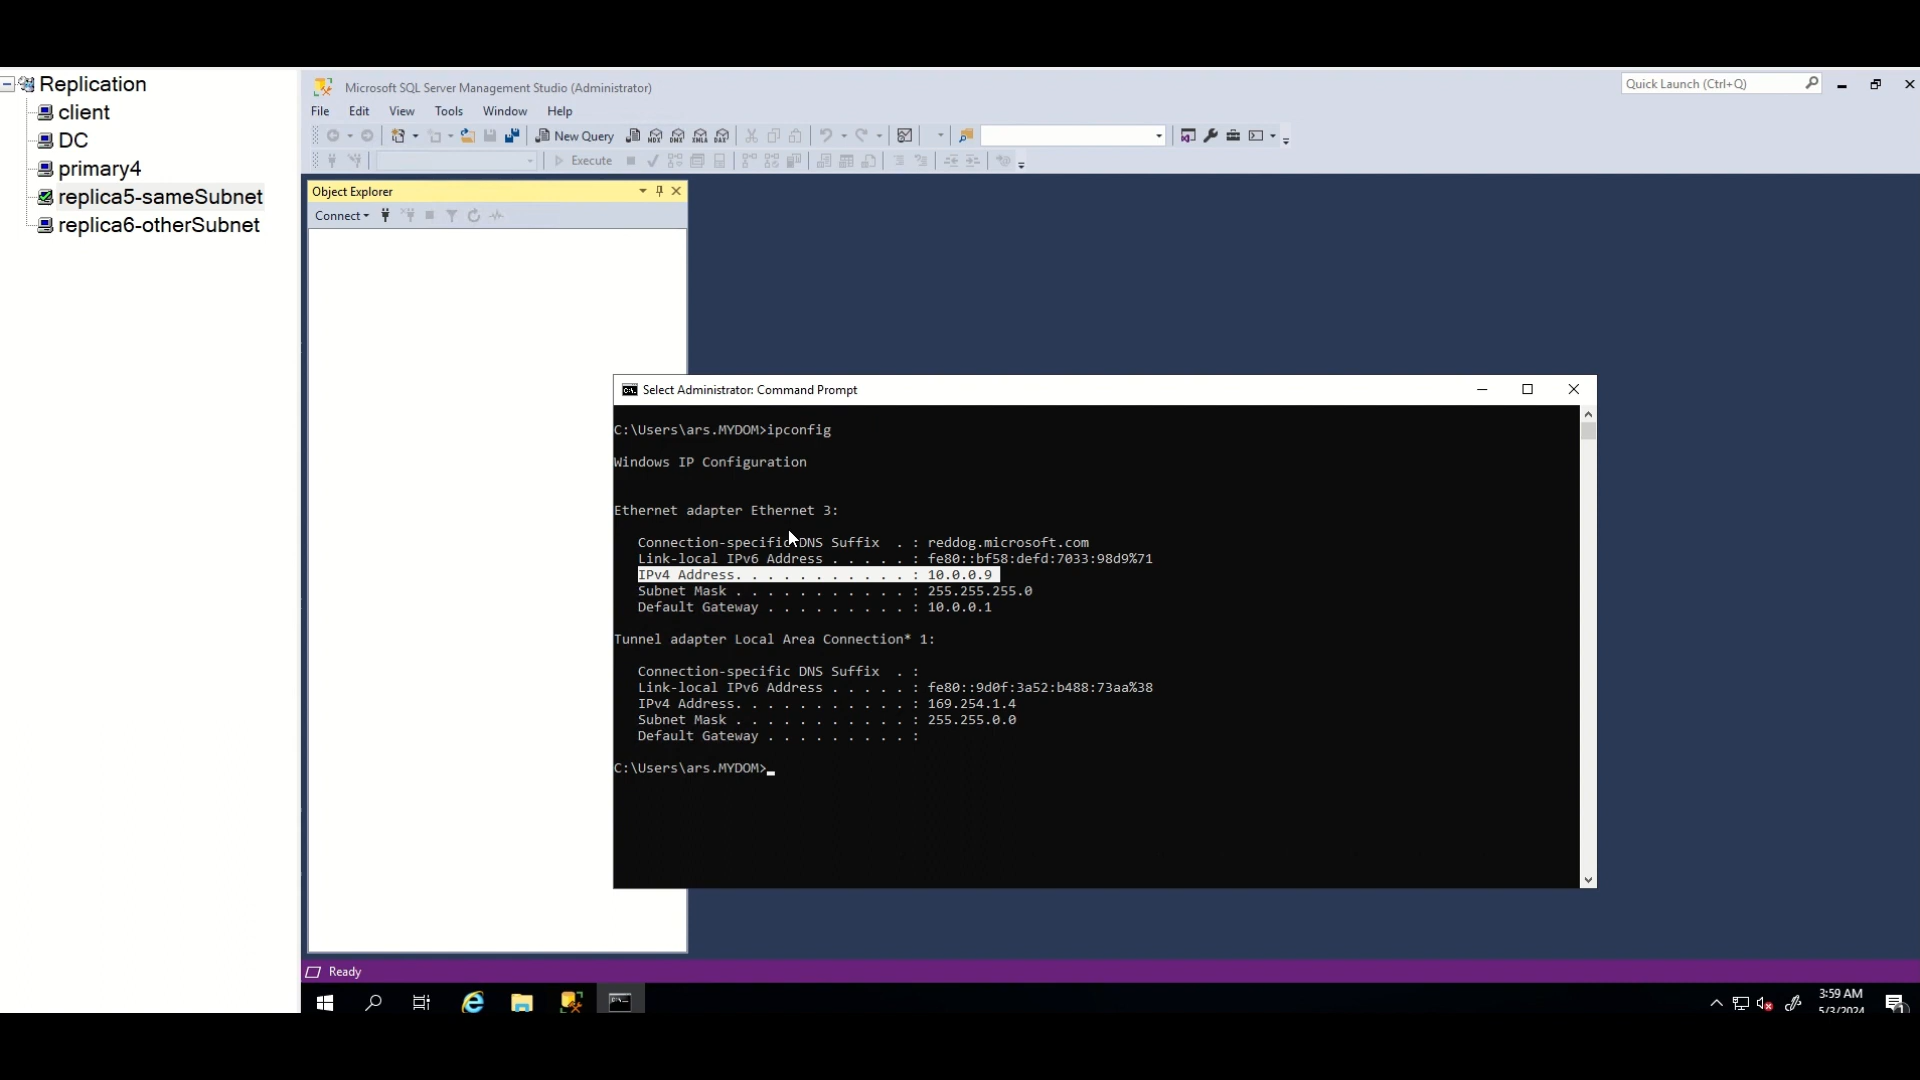 Replication
client
DC
primary4
replica5-sameSubnet
replica6-otherSubnet
Microsoft SQL Server Management Studio (Administrator)
Quick Launch (Ctrl+Q)
File Edit View Tools Window Help
New Query
Execute
Object Explorer
Connect
Select Administrator: Command Prompt
C:\Users\ars.MYDOM>ipconfig
Windows IP Configuration
Ethernet adapter Ethernet 3:
Connection-specific DNS Suffix . : reddog.microsoft.com
Link-local IPv6 Address . . . . . : fe80::bf58:defd:7033:98d9%71
IPv4 Address. . . . . . . . . . . : 10.0.0.9
Subnet Mask . . . . . . . . . . . : 255.255.255.0
Default Gateway . . . . . . . . . : 10.0.0.1
Tunnel adapter Local Area Connection* 1:
Connection-specific DNS Suffix . :
Link-local IPv6 Address . . . . . : fe80::9d0f:3a52:b488:73aa%38
IPv4 Address. . . . . . . . . . . : 169.254.1.4
Subnet Mask . . . . . . . . . . . : 255.255.0.0
Default Gateway . . . . . . . . . :
C:\Users\ars.MYDOM>
Ready
3:59 AM
5/3/2024